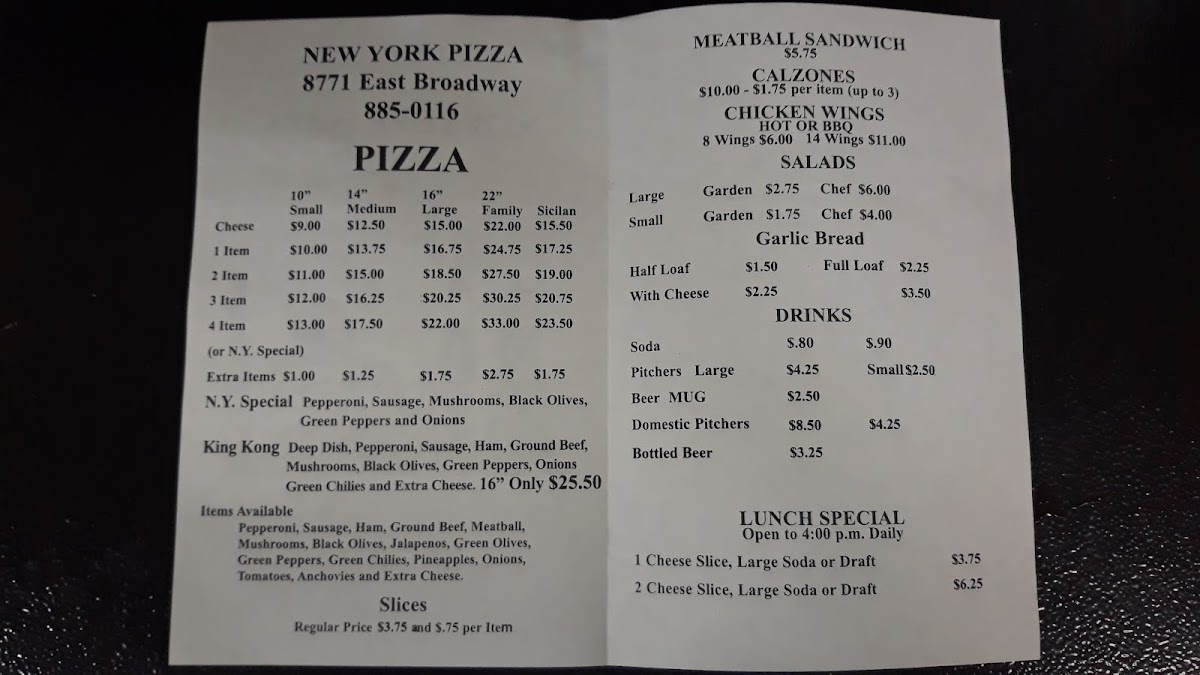 NEW YORK PIZZA
8771 East Broadway
885-0116
PIZZA
10" 14" 16" 22"
Small Medium Large Family Sicilan
Cheese $9.00 $12.50 $15.00 $22.00 $15.50
1 Item $10.00 $13.75 $16.75 $24.75 $17.25
2 Item $11.00 $15.00 $18.50 $27.50 $19.00
3 Item $12.00 $16.25 $20.25 $30.25 $20.75
4 Item $13.00 $17.50 $22.00 $33.00 $23.50
(or N.Y. Special)
Extra Items $1.00 $1.25 $1.75 $2.75 $1.75
N.Y. Special Pepperoni, Sausage, Mushrooms, Black Olives,
Green Peppers and Onions
King Kong Deep Dish, Pepperoni, Sausage, Ham, Ground Beef,
Mushrooms, Black Olives, Green Peppers, Onions
Green Chilies and Extra Cheese. 16" Only $25.50
Items Available
Pepperoni, Sausage, Ham, Ground Beef, Meatball,
Mushrooms, Black Olives, Jalapenos, Green Olives,
Green Peppers, Green Chilies, Pineapples, Onions,
Tomatoes, Anchovies and Extra Cheese.
Slices
Regular Price $3.75 and $.75 per Item
MEATBALL SANDWICH
$5.75
CALZONES
$10.00 - $1.75 per item (up to 3)
CHICKEN WINGS
HOT OR BBQ
8 Wings $6.00 14 Wings $11.00
SALADS
Large Garden $2.75 Chef $6.00
Small Garden $1.75 Chef $4.00
Garlic Bread
Half Loaf $1.50 Full Loaf $2.25
With Cheese $2.25 $3.50
DRINKS
Soda $.80 $.90
Pitchers Large $4.25 Small $2.50
Beer MUG $2.50
Domestic Pitchers $8.50 $4.25
Bottled Beer $3.25
LUNCH SPECIAL
Open to 4:00 p.m. Daily
1 Cheese Slice, Large Soda or Draft $3.75
2 Cheese Slice, Large Soda or Draft $6.25